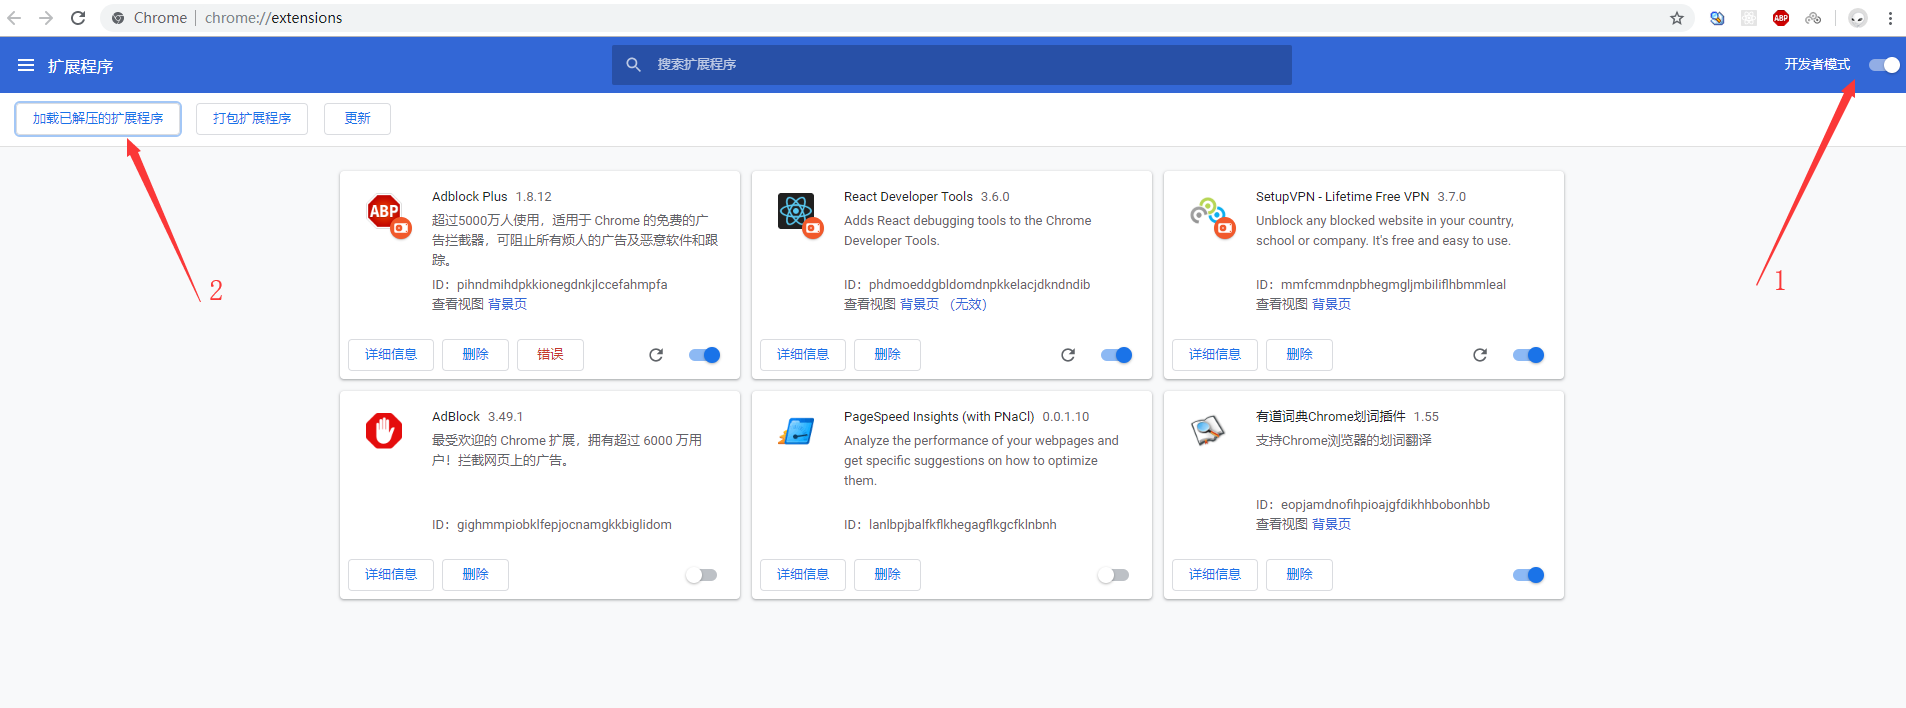 Chrome | chrome://extensions
ABP
扩展程序
搜索扩展程序
开发者模式
加载已解压的扩展程序
打包扩展程序
更新
2
1
ABP
Adblock Plus 1.8.12
超过5000万人使用，适用于 Chrome 的免费的广
告拦截器，可阻止所有烦人的广告及恶意软件和跟
踪。
ID：pihndmihdpkkionegdnkjlccefahmpfa
查看视图 背景页
详细信息
删除
错误
React Developer Tools 3.6.0
Adds React debugging tools to the Chrome
Developer Tools.
ID：phdmoeddgbldomdnpkkelacjdkndndib
查看视图 背景页 （无效）
详细信息
删除
SetupVPN - Lifetime Free VPN 3.7.0
Unblock any blocked website in your country,
school or company. It's free and easy to use.
ID：mmfcmmdnpbhegmgljmbiliflhbmmleal
查看视图 背景页
详细信息
删除
AdBlock 3.49.1
最受欢迎的 Chrome 扩展，拥有超过 6000 万用
户！拦截网页上的广告。
ID：gighmmpiobklfepjocnamgkkbiglidom
详细信息
删除
PageSpeed Insights (with PNaCl) 0.0.1.10
Analyze the performance of your webpages and
get specific suggestions on how to optimize
them.
ID：lanlbpjbalfkflkhegagflkgcfklnbnh
详细信息
删除
有道词典Chrome划词插件 1.55
支持Chrome浏览器的划词翻译
ID：eopjamdnofihpioajgfdikhhbobonhbb
查看视图 背景页
详细信息
删除